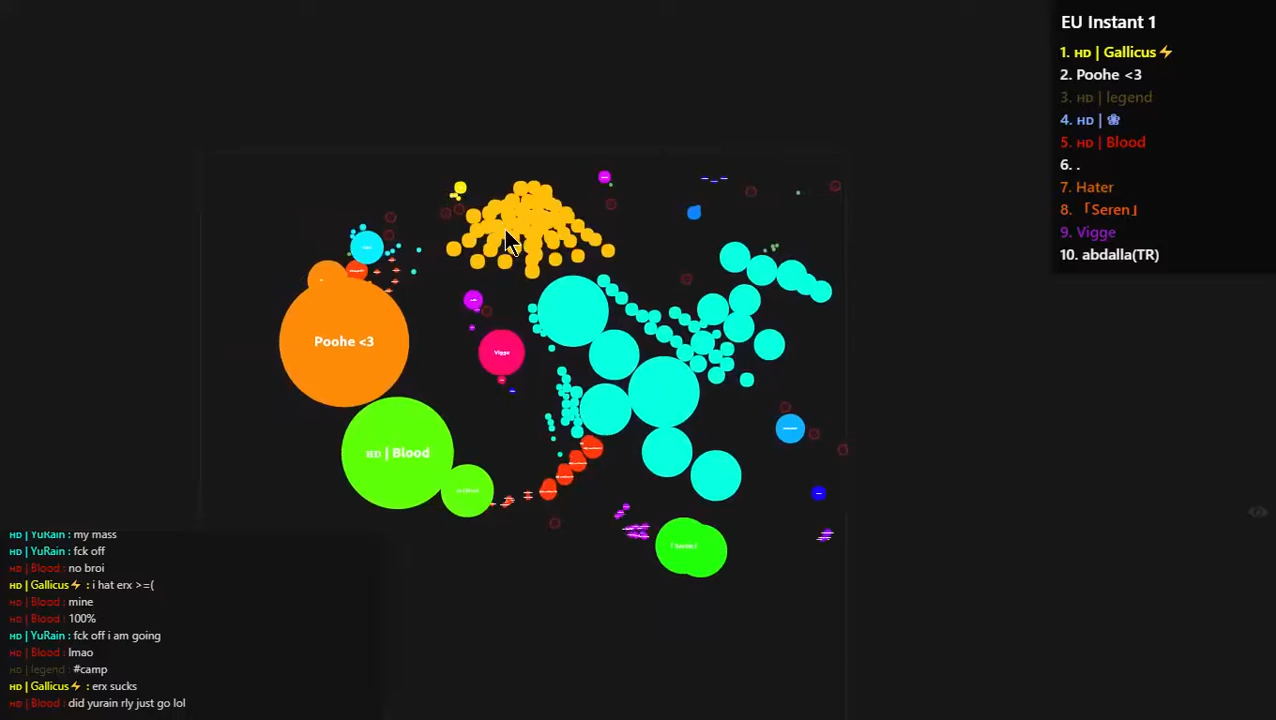 EU Instant 1
1. HD | Gallicus⚡
2. Poohe <3
3. HD | legend
4. HD | ❀
5. HD | Blood
6. .
7. Hater
8. 「Seren」
9. Vigge
10. abdalla(TR)
Poohe <3
Vigge
HD | Blood
「Seren」
HD | YuRain : my mass
HD | YuRain : fck off
HD | Blood : no broi
HD | Gallicus⚡ : i hat erx >=(
HD | Blood : mine
HD | Blood : 100%
HD | YuRain : fck off i am going
HD | Blood : lmao
HD | legend : #camp
HD | Gallicus⚡ : erx sucks
HD | Blood : did yurain rly just go lol